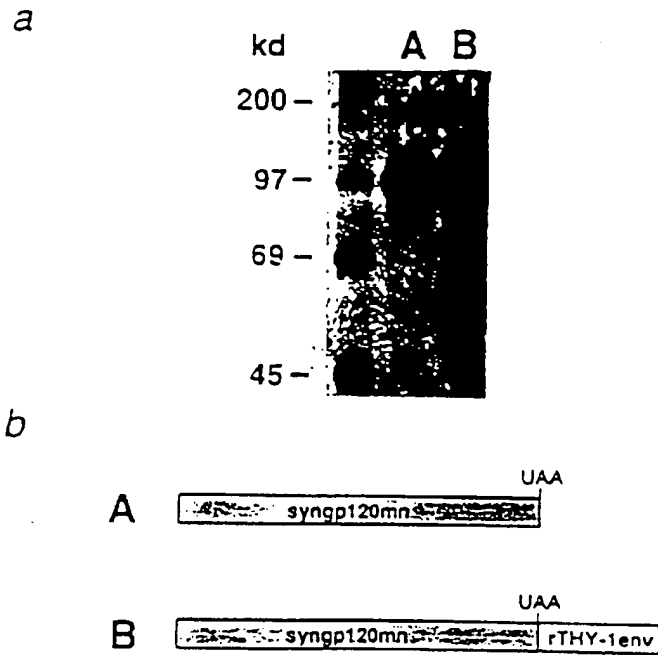 a
kd A B
200
97
69
45
b
UAA
A syngp120mn
UAA
B syngp120mn rTHY-1env